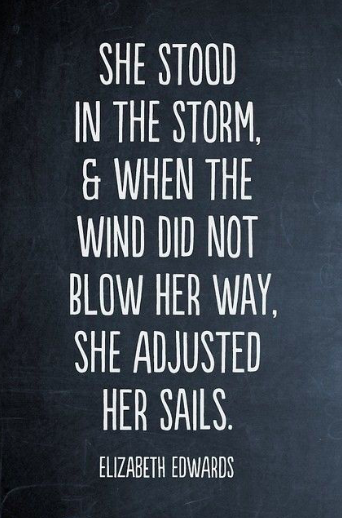 SHE STOOD
IN THE STORM,
& WHEN THE
WIND DID NOT
BLOW HER WAY,
SHE ADJUSTED
HER SAILS.
ELIZABETH EDWARDS